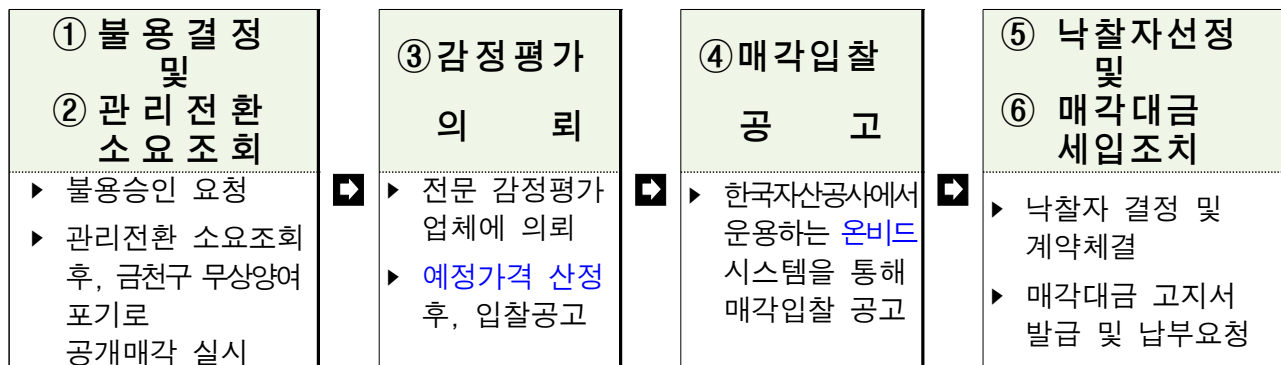 ① 불용결정
및
② 관리전환
소요조회
▶ 불용승인 요청
▶ 관리전환 소요조회
후, 금천구 무상양여
포기로
공개매각 실시
➡
③감정평가
의 뢰
▶ 전문 감정평가
업체에 의뢰
▶ 예정가격 산정
후, 입찰공고
➡
④매각입찰
공 고
▶ 한국자산공사에서
운용하는 온비드
시스템을 통해
매각입찰 공고
➡
⑤ 낙찰자선정
및
⑥ 매각대금
세입조치
▶ 낙찰자 결정 및
계약체결
▶ 매각대금 고지서
발급 및 납부요청